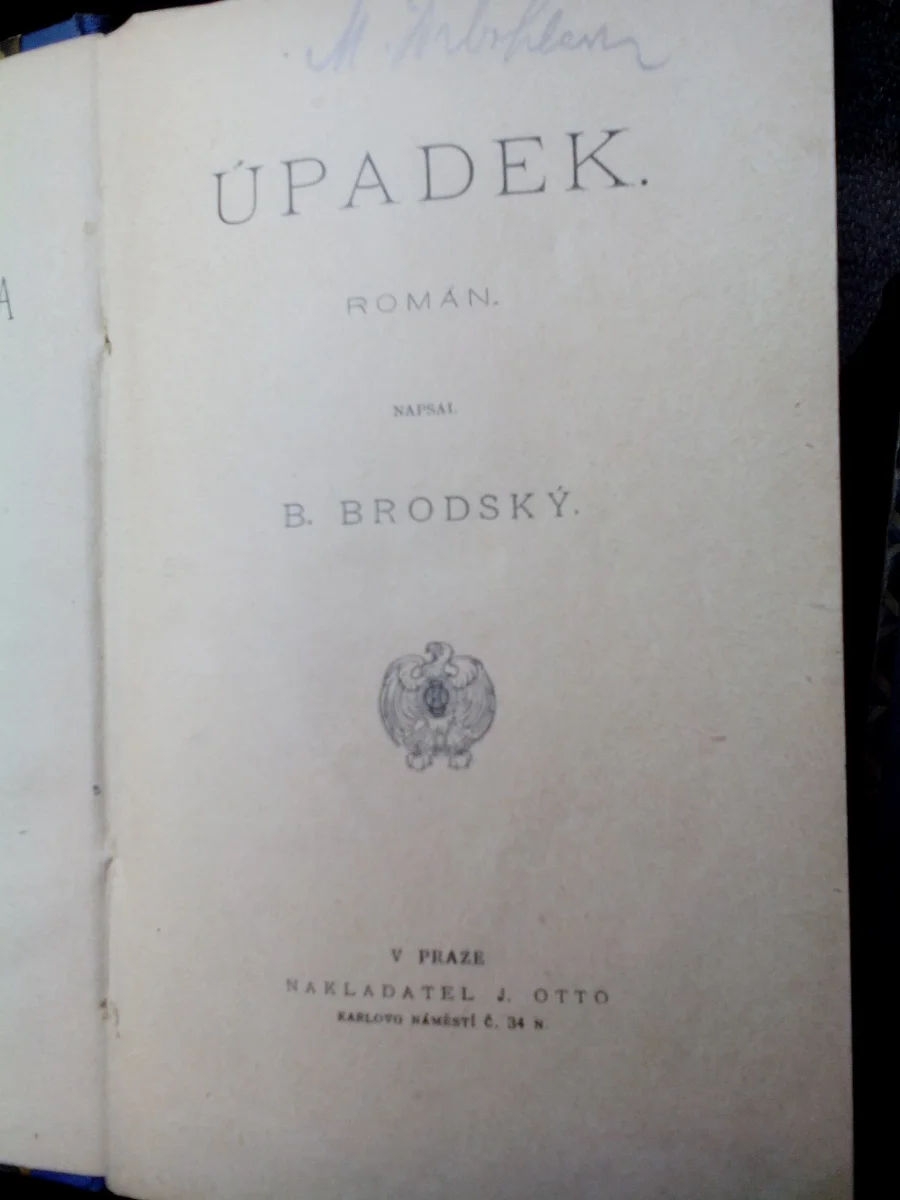 ÚPADEK.
ROMÁN.
NAPSAL
B. BRODSKÝ.
V PRAZE
NAKLADATEL J. OTTO
KARLOVO NÁMĚSTÍ Č. 34 N